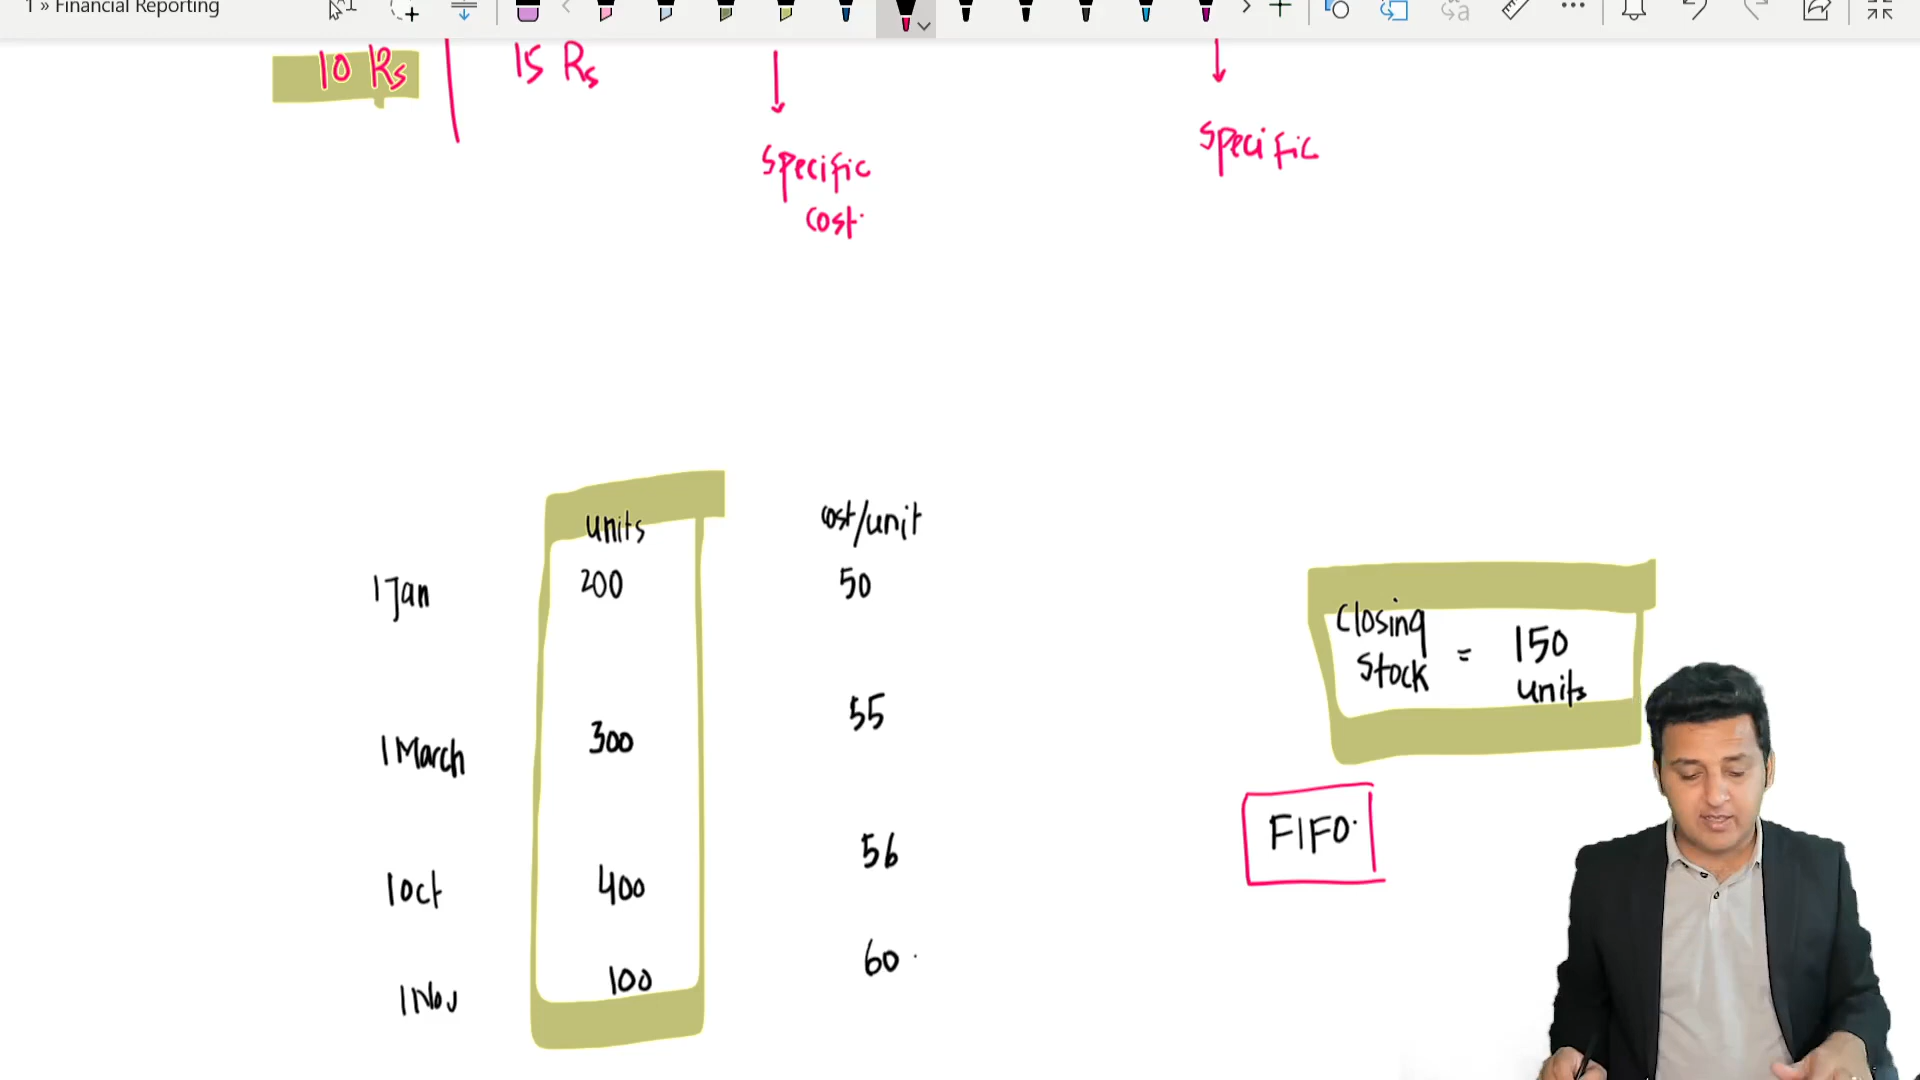 1 » Financial Reporting
10 Rs 15 Rs
Specific
cost
Specific
units cost/unit
1 Jan 200 50
1 March 300 55
1 Oct 400 56
1 Nov 100 60
Closing
Stock = 150
units
FIFO